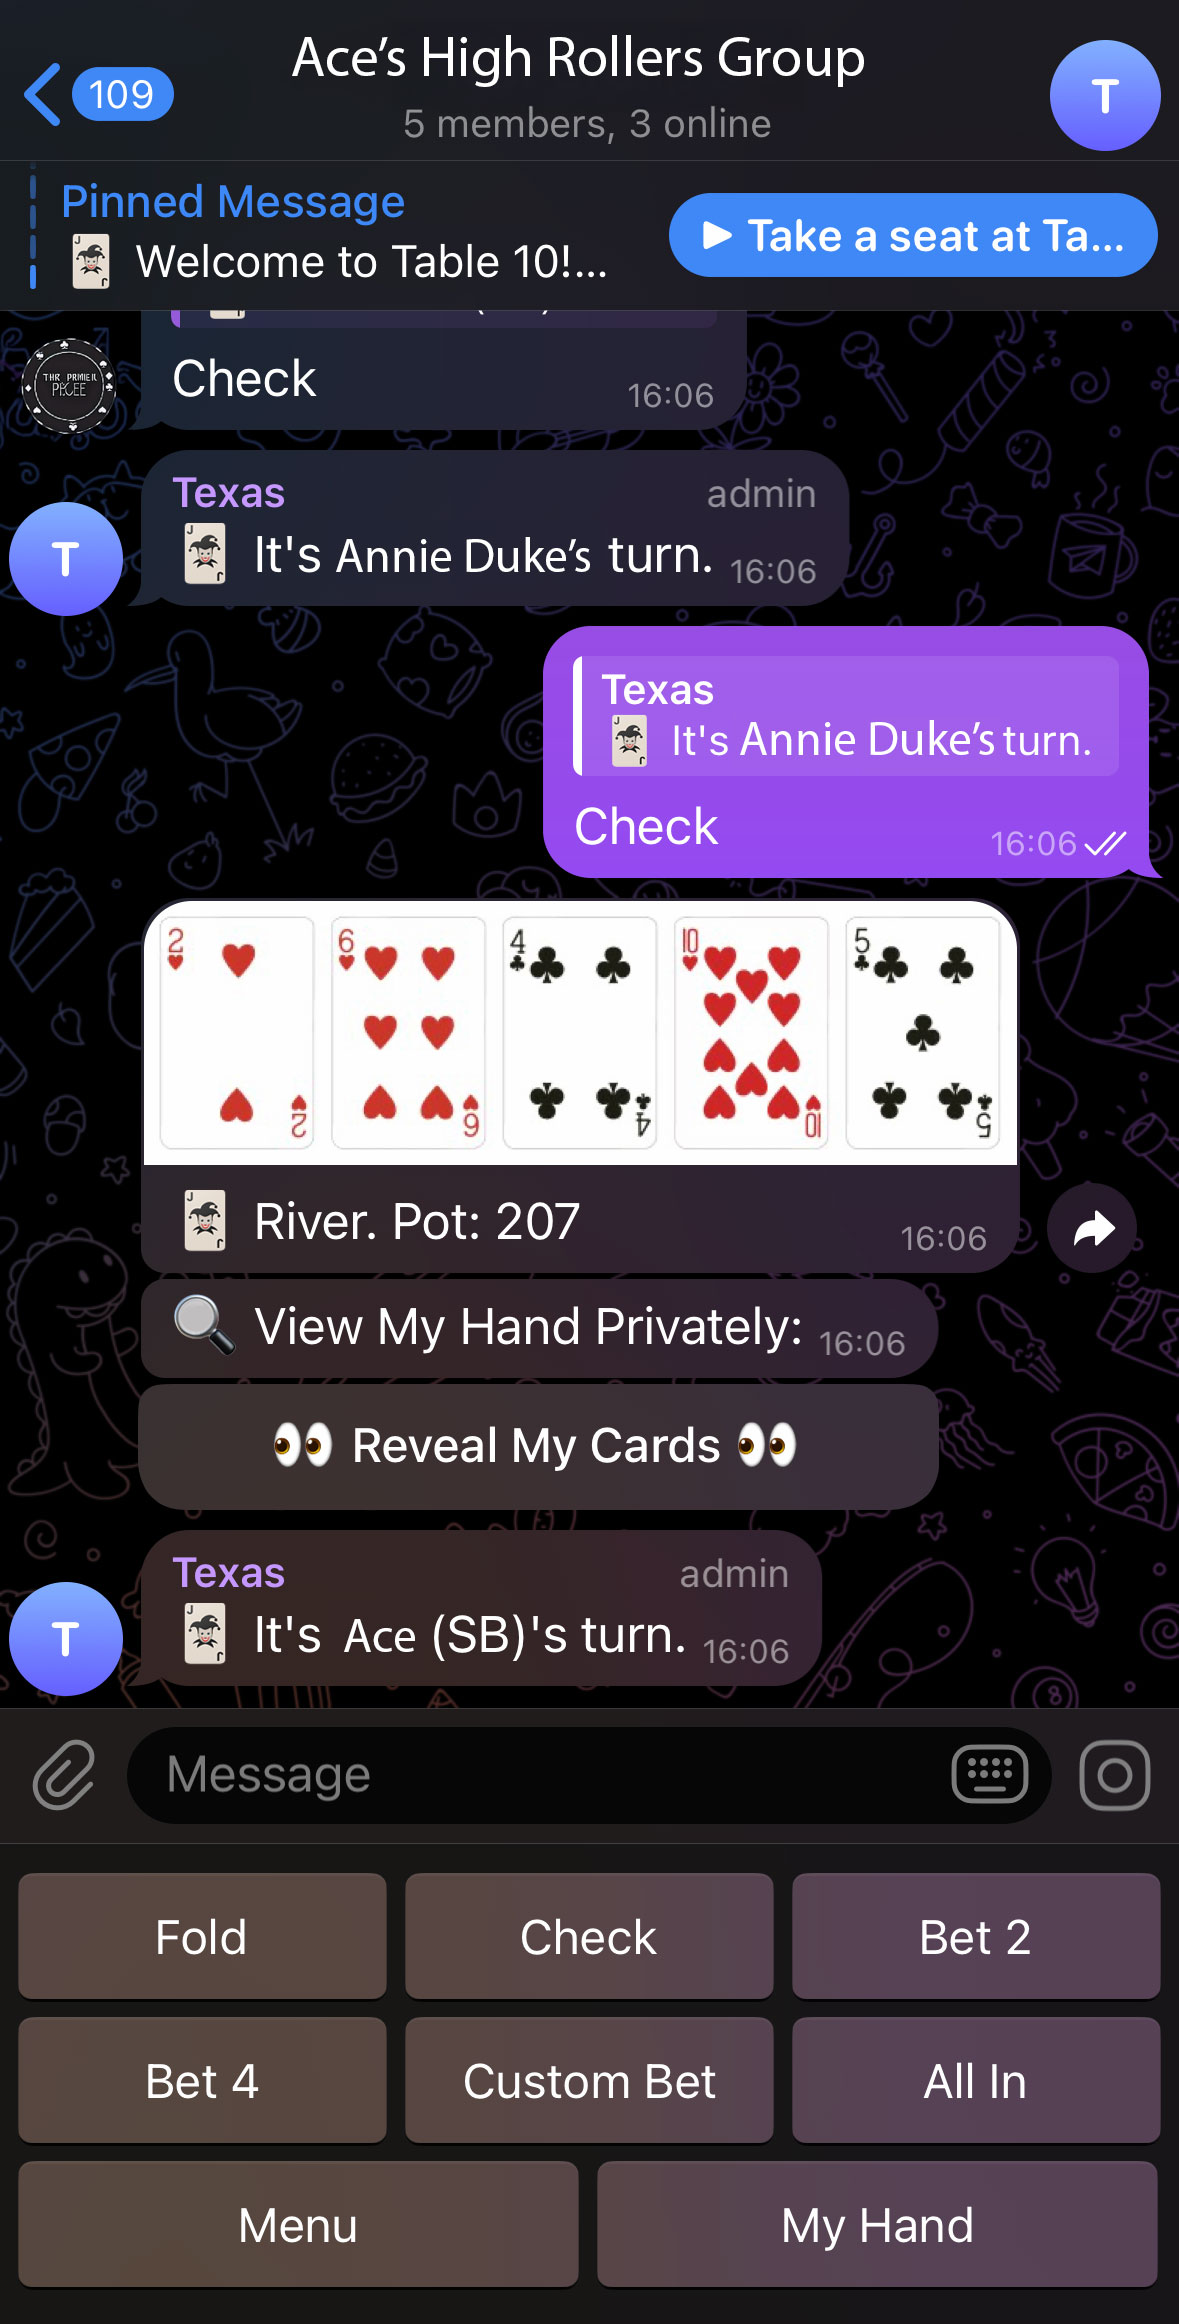 Ace’s High Rollers Group
109
5 members, 3 online
T
Pinned Message
Welcome to Table 10!...
Take a seat at Ta...
Check
16:06
Texas
admin
It's Annie Duke’s turn.
16:06
T
Texas
It's Annie Duke’s turn.
Check
16:06
2 6 4 10 5
2 6 4 10 5
River. Pot: 207
16:06
View My Hand Privately:
16:06
Reveal My Cards
Texas
admin
It's Ace (SB)'s turn.
16:06
T
Message
Fold
Check
Bet 2
Bet 4
Custom Bet
All In
Menu
My Hand